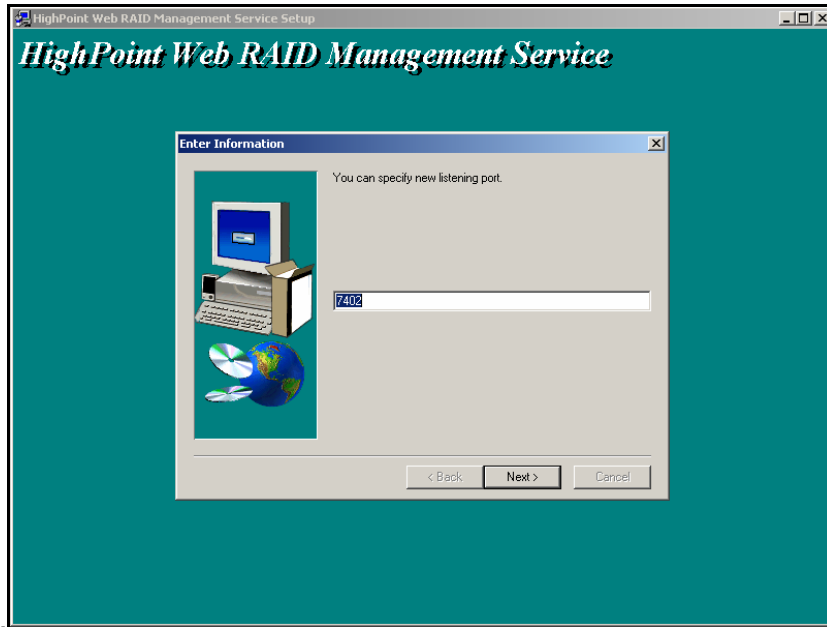 HighPoint Web RAID Management Service Setup
HighPoint Web RAID Management Service
Enter Information
You can specify new listening port.
7402
< Back
Next >
Cancel